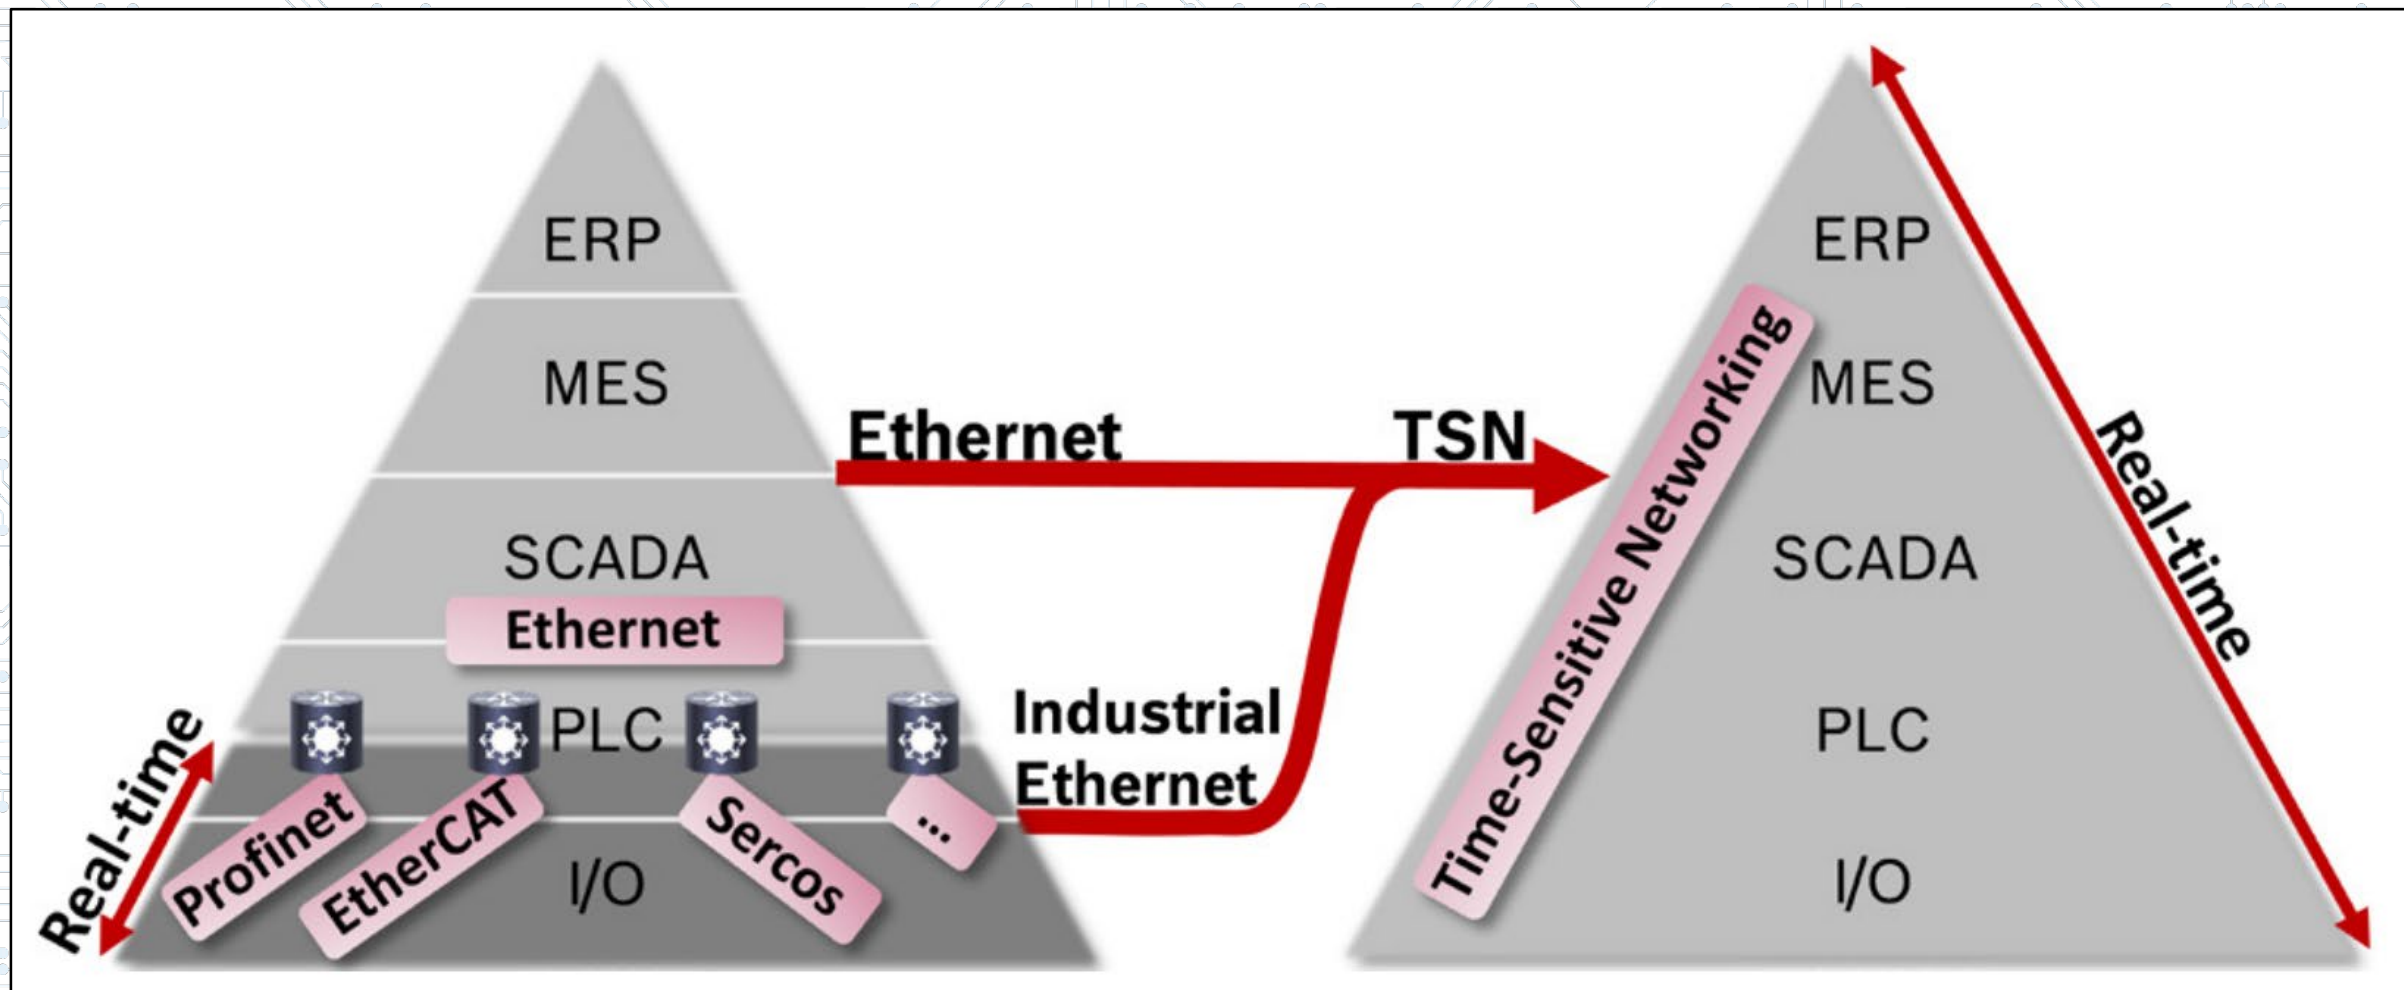 ERP
MES
SCADA
Ethernet
PLC
I/O
Real-time
Profinet
EtherCAT
Sercos
...
Ethernet
TSN
Industrial
Ethernet
Time-Sensitive Networking
ERP
MES
SCADA
PLC
I/O
Real-time